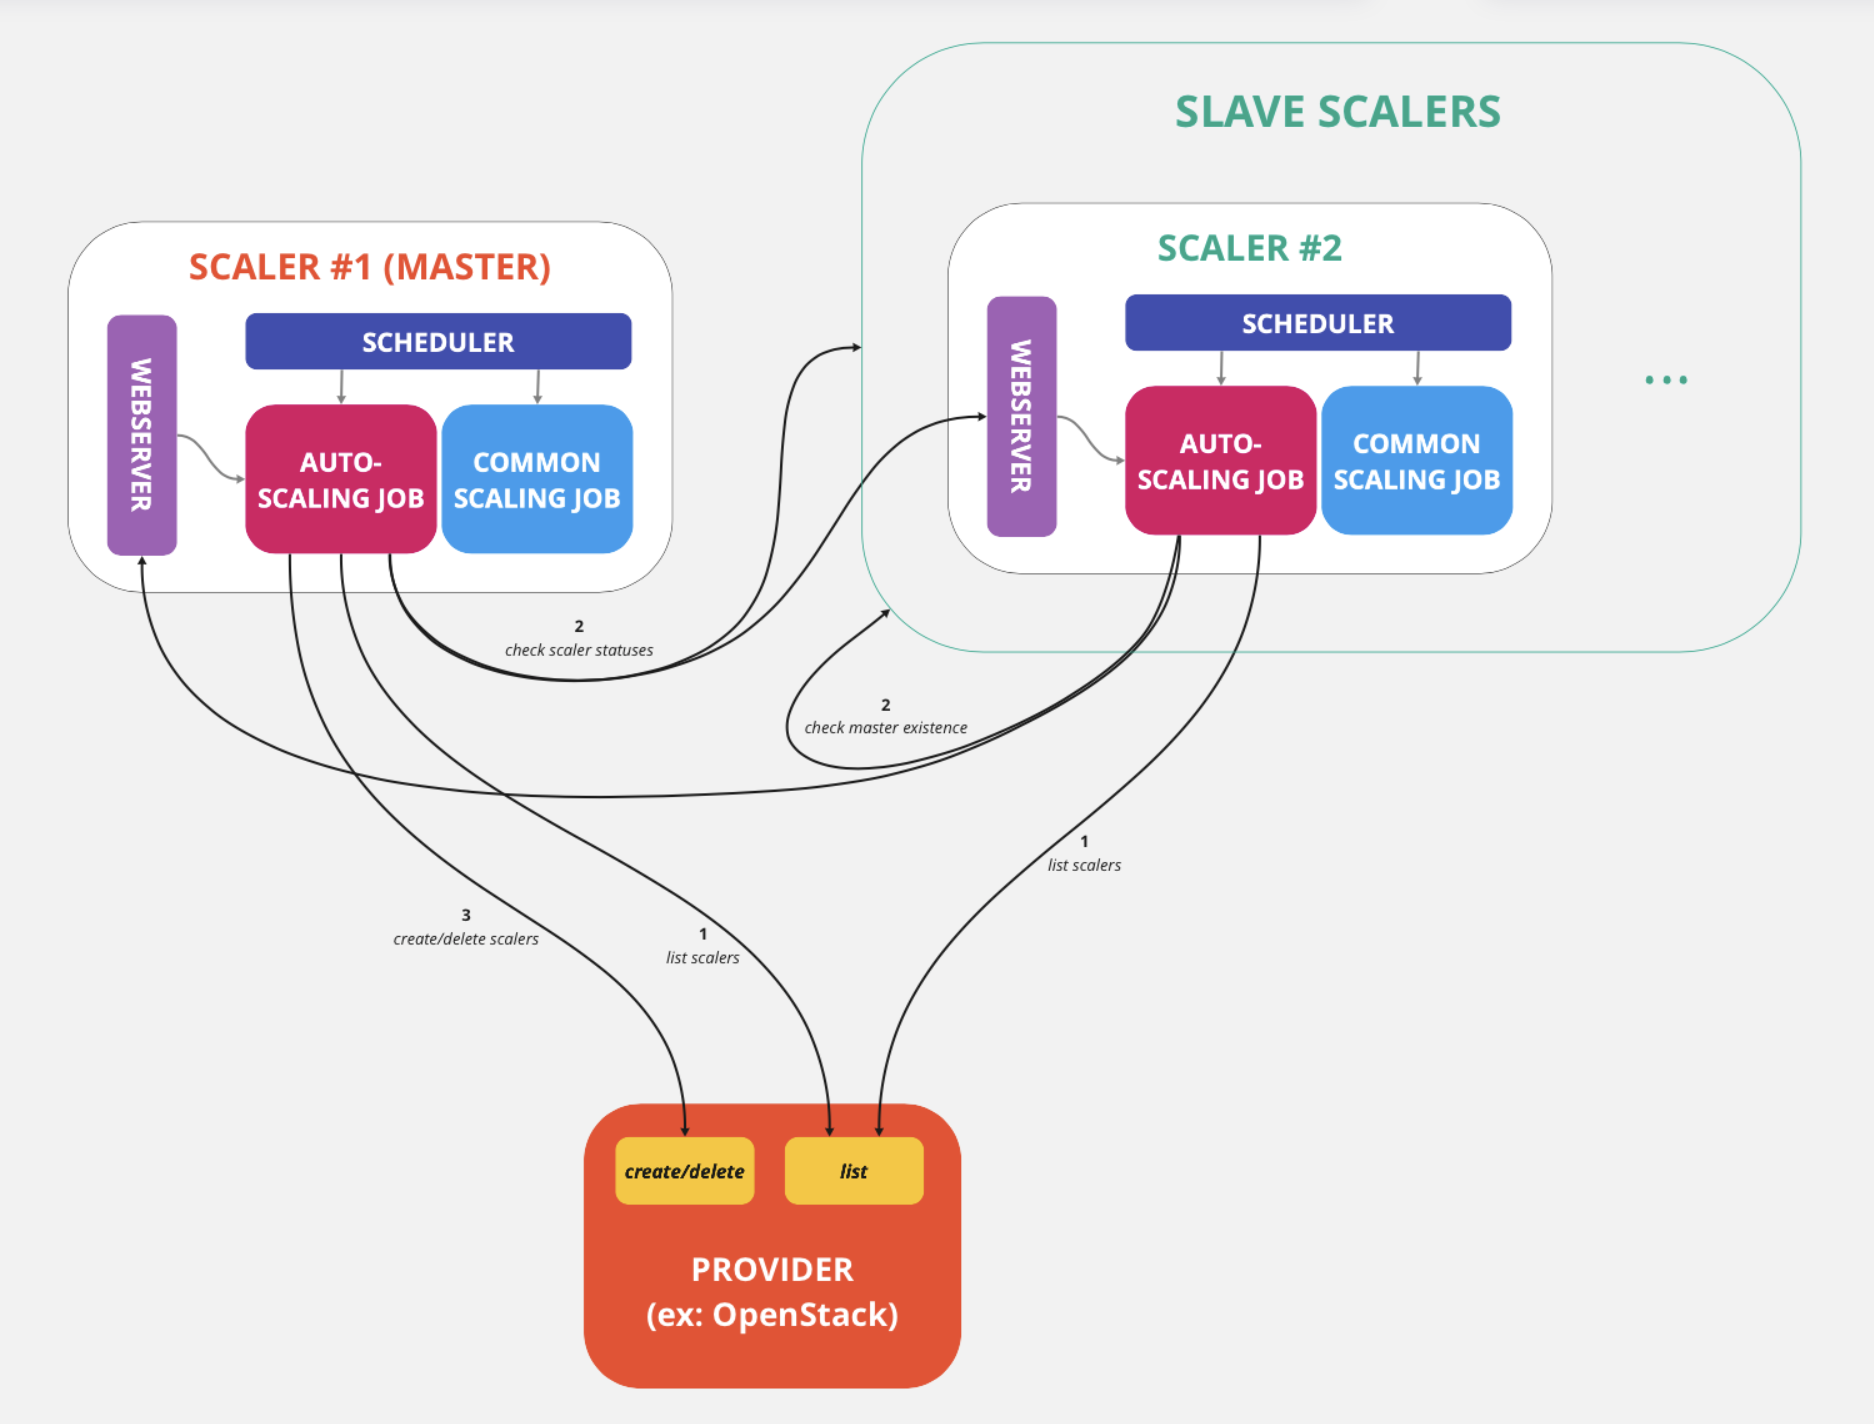 SLAVE SCALERS
SCALER #1 (MASTER)
WEBSERVER
SCHEDULER
AUTO-
SCALING JOB
COMMON
SCALING JOB
SCALER #2
WEBSERVER
SCHEDULER
AUTO-
SCALING JOB
COMMON
SCALING JOB
...
2
check scaler statuses
2
check master existence
1
list scalers
3
create/delete scalers
1
list scalers
create/delete
list
PROVIDER
(ex: OpenStack)